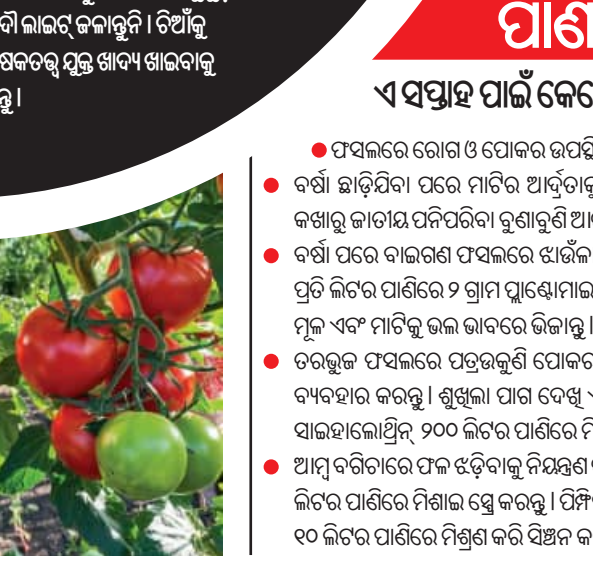 ଦୌ ଲାଇଟ୍ ଜଳାନ୍ତୁନି । ଚିଆଁକୁ
ଷକତତ୍ତ୍ୱ ଯୁକ୍ତ ଖାଦ୍ୟ ଖାଇବାକୁ
ନ୍ତୁ ।
ପାଣ
ଏ ସପ୍ତାହ ପାଇଁ କେତେ
● ଫସଲରେ ରୋଗ ଓ ପୋକର ଉପସ୍ଥି
● ବର୍ଷା ଛାଡ଼ିଯିବା ପରେ ମାଟିର ଆର୍ଦ୍ରତାକୁ
କଖାରୁ ଜାତୀୟ ପନିପରିବା ବୁଣାବୁଣି ଆ
● ବର୍ଷା ପରେ ବାଇଗଣ ଫସଲରେ ଝାଉଁଳ
ପ୍ରତି ଲିଟର ପାଣିରେ ୨ ଗ୍ରାମ ପ୍ଲାଣ୍ଟୋମାଇ
ମୂଳ ଏବଂ ମାଟିକୁ ଭଲ ଭାବରେ ଭିଜାନ୍ତୁ ।
● ତରଭୁଜ ଫସଲରେ ପତ୍ରଉକୁଣି ପୋକ
ବ୍ୟବହାର କରନ୍ତୁ । ଶୁଖିଲା ପାଗ ଦେଖି
ସାଇହାଲୋଥ୍ରିନ୍ ୨୦୦ ଲିଟର ପାଣିରେ ମି
● ଆମ୍ବ ବଗିଚାରେ ଫଳ ଝଡ଼ିବାକୁ ନିୟନ୍ତ୍ରଣ
ଲିଟର ପାଣିରେ ମିଶାଇ ସ୍ପ୍ରେ କରନ୍ତୁ ।
୧୦ ଲିଟର ପାଣିରେ ମିଶ୍ରଣ କରି ସିଞ୍ଚନ କ